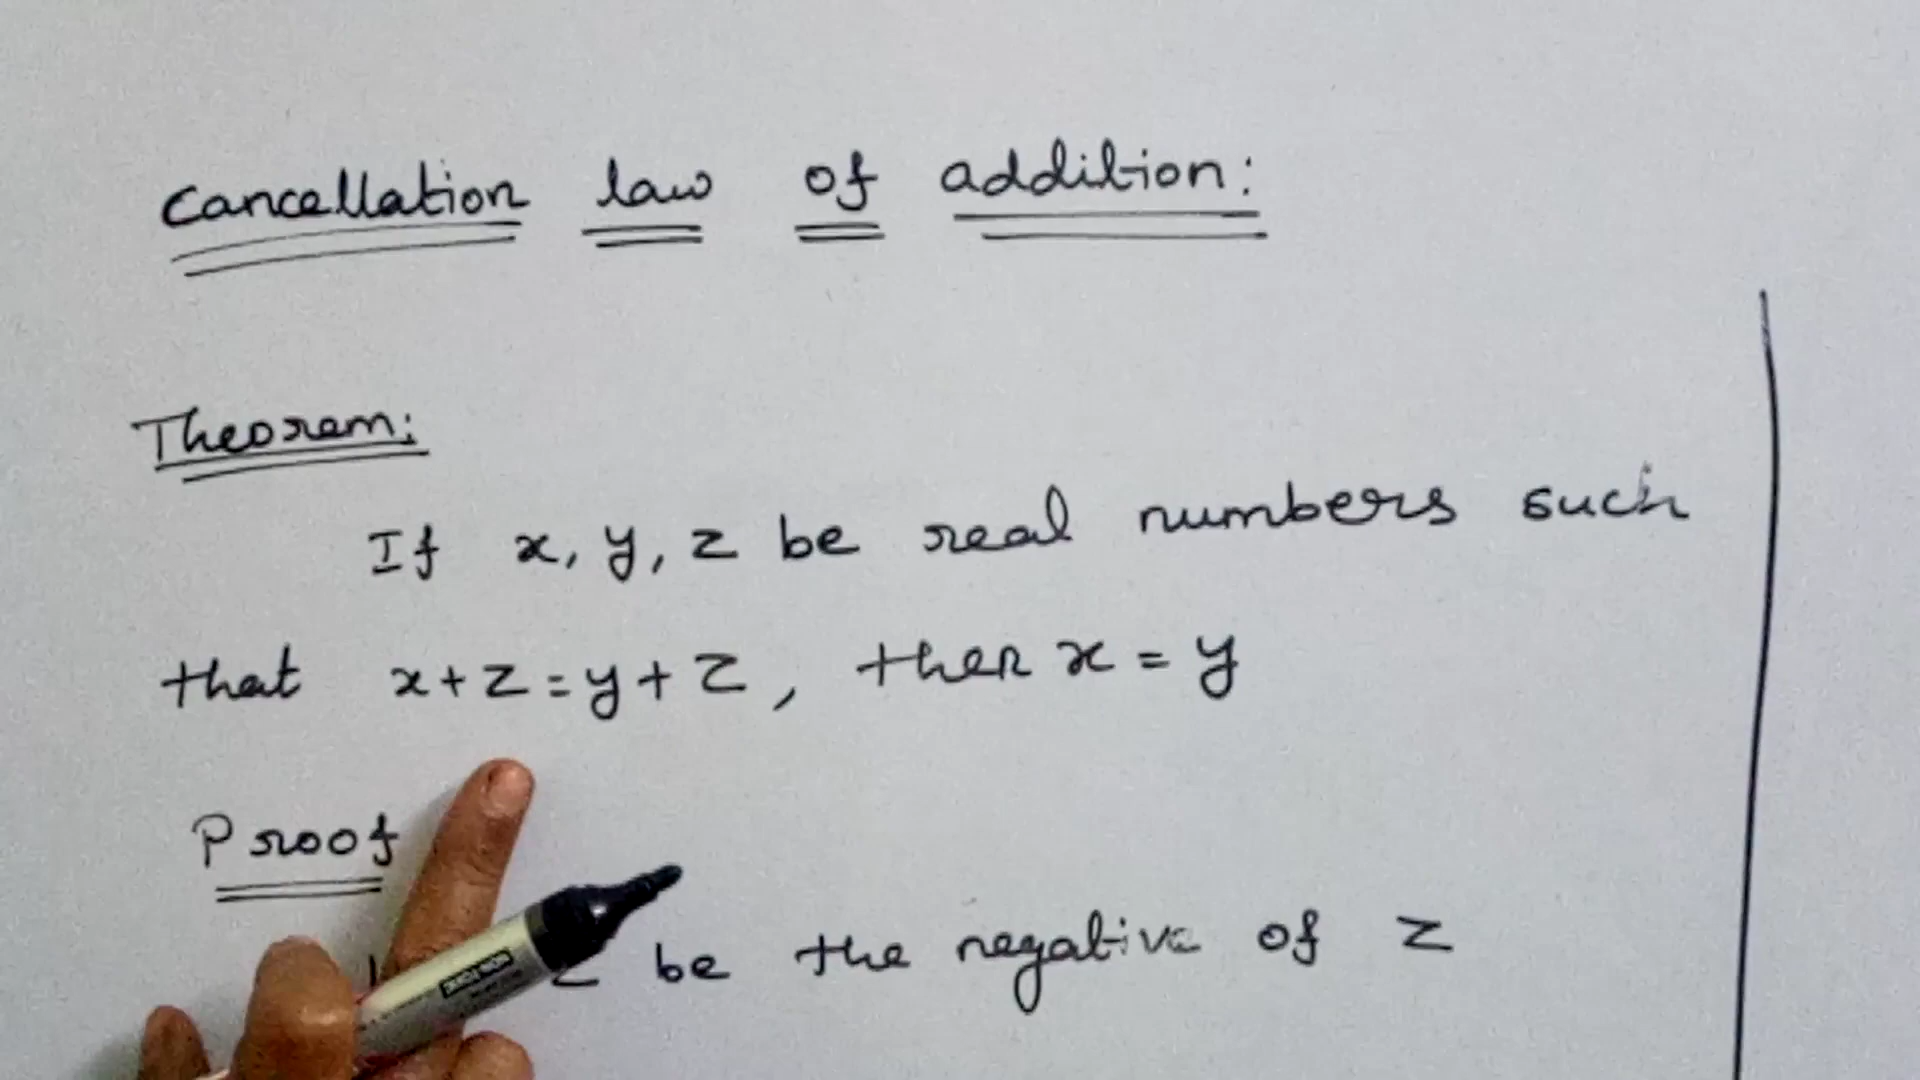 Cancellation law of addition:
Theorem:
If x, y, z be real numbers such
that x+z=y+z, then x = y
Proof
be the negative of z